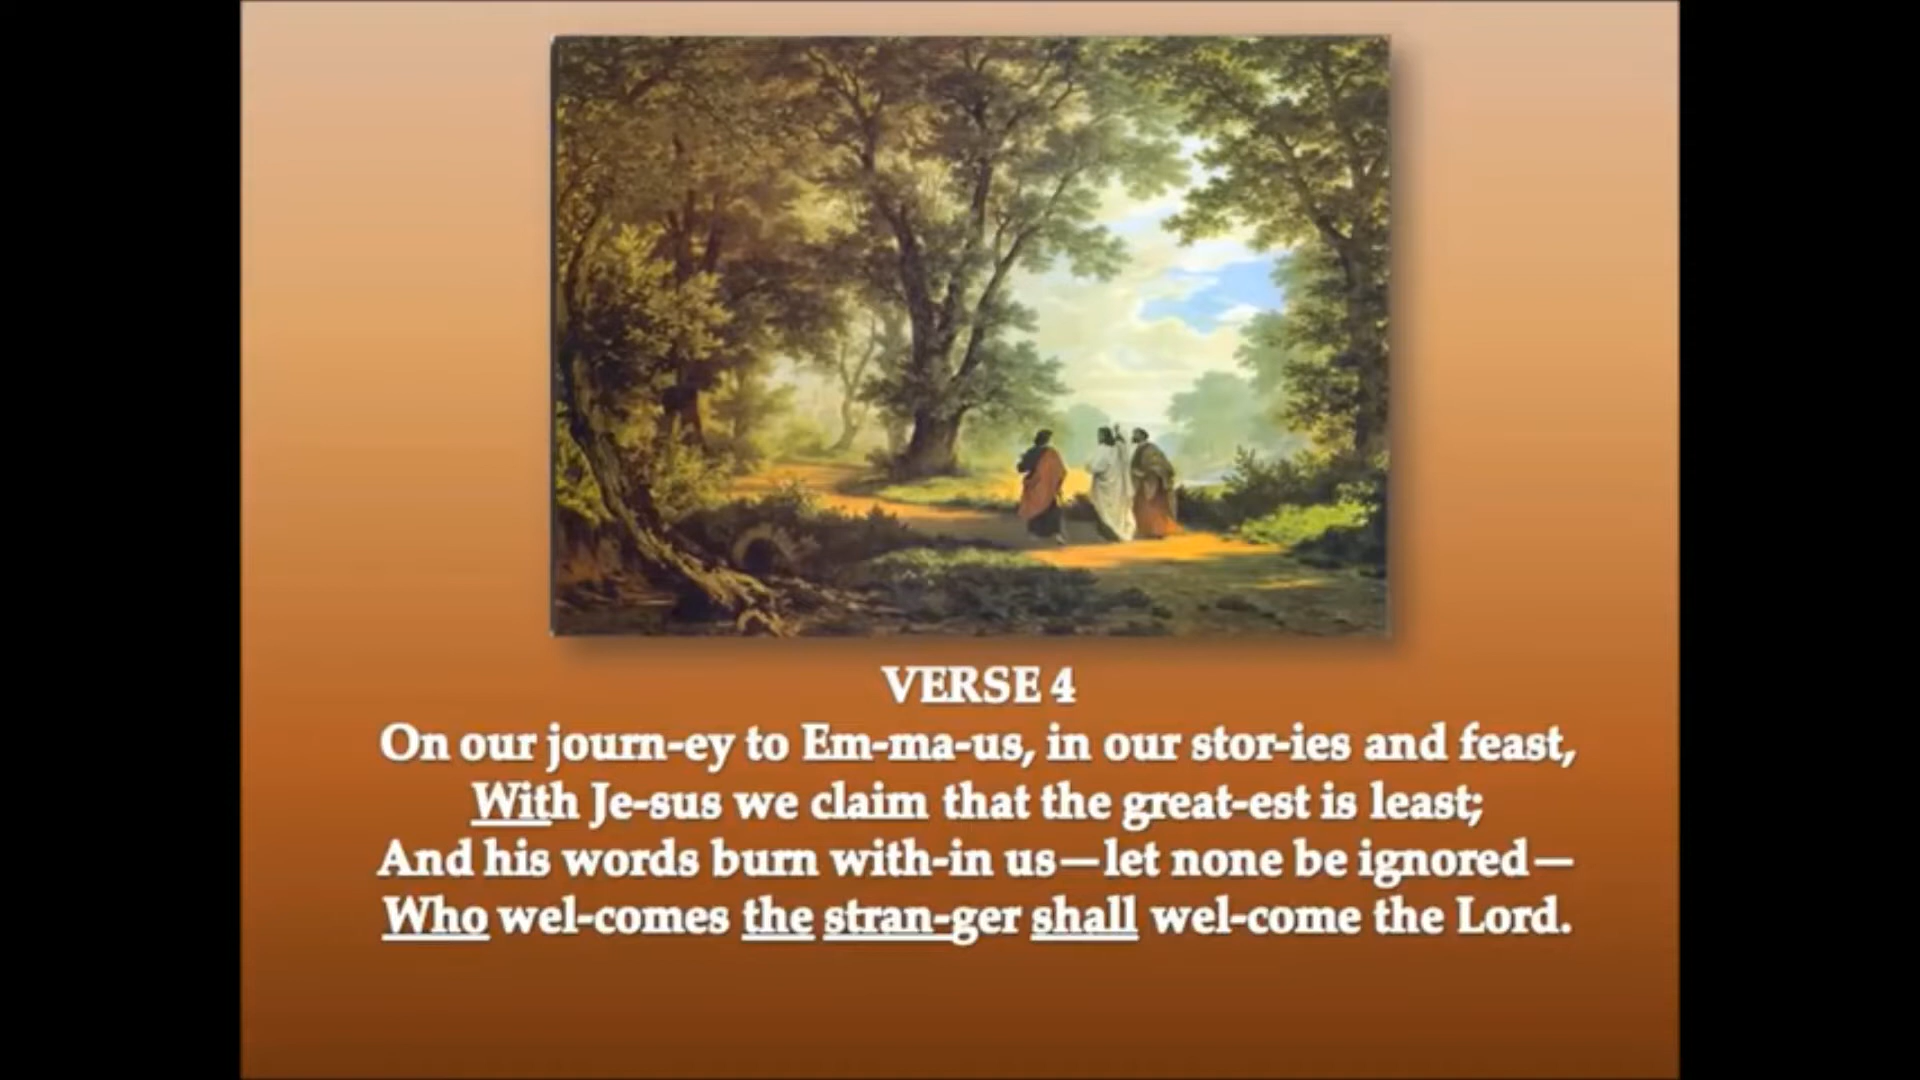 VERSE 4
On our journ-ey to Em-ma-us, in our stor-ies and feast,
With Je-sus we claim that the great-est is least;
And his words burn with-in us—let none be ignored—
Who wel-comes the stran-ger shall wel-come the Lord.